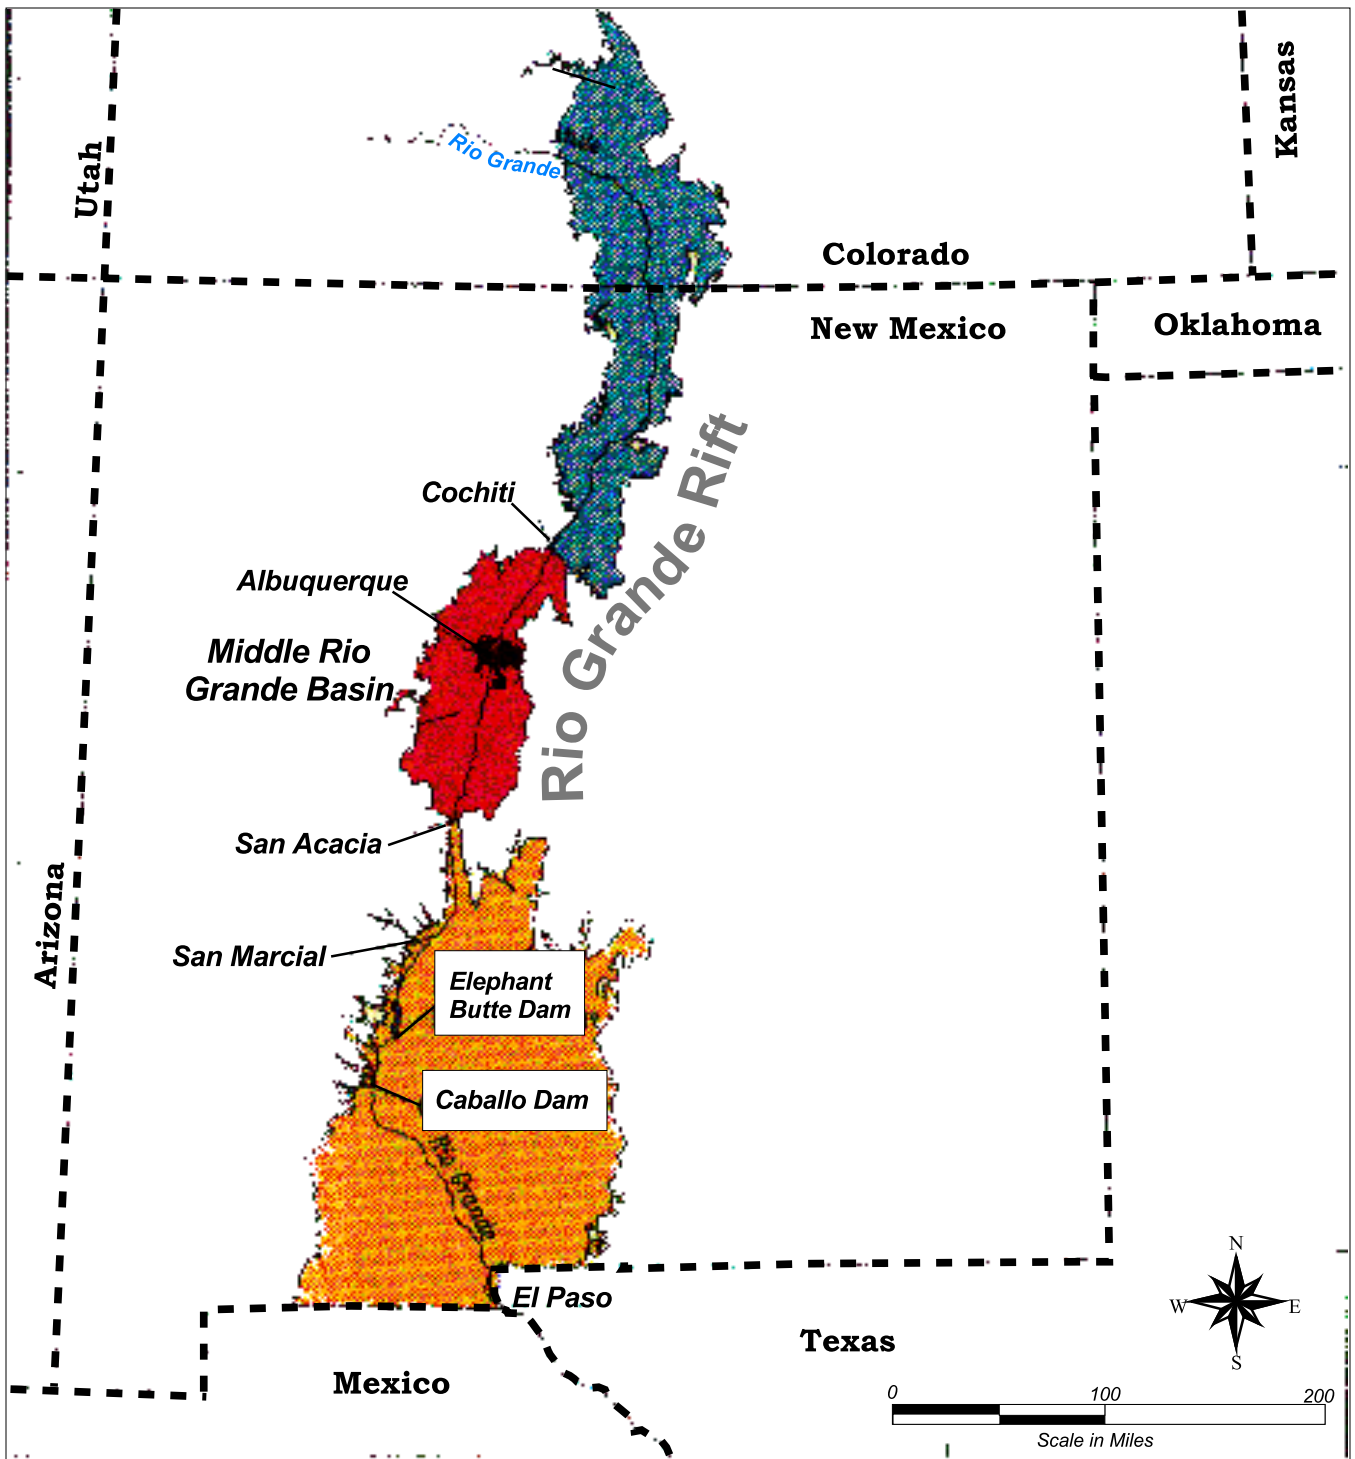 Kansas
Utah
Rio Grande
Colorado
New Mexico
Oklahoma
Rio Grande Rift
Cochiti
Albuquerque
Middle Rio
Grande Basin
San Acacia
Arizona
San Marcial
Elephant
Butte Dam
Caballo Dam
Rio Grande
El Paso
Texas
Mexico
N
W
E
S
0
100
200
Scale in Miles